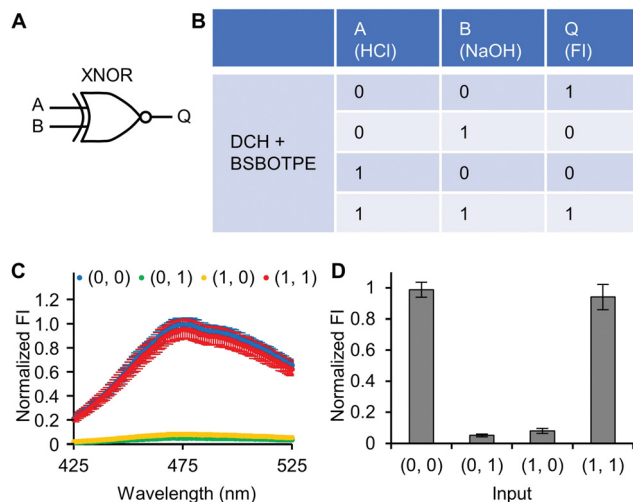 A
XNOR
A
B
Q
B
A (HCl) B (NaOH) Q (FI)
DCH + BSBOTPE
0 0 1
0 1 0
1 0 0
1 1 1
C
(0, 0) (0, 1) (1, 0) (1, 1)
Normalized FI
1.2
1.0
0.8
0.6
0.4
0.2
0
425 475 525
Wavelength (nm)
D
Normalized FI
1
0.8
0.6
0.4
0.2
0
(0, 0) (0, 1) (1, 0) (1, 1)
Input